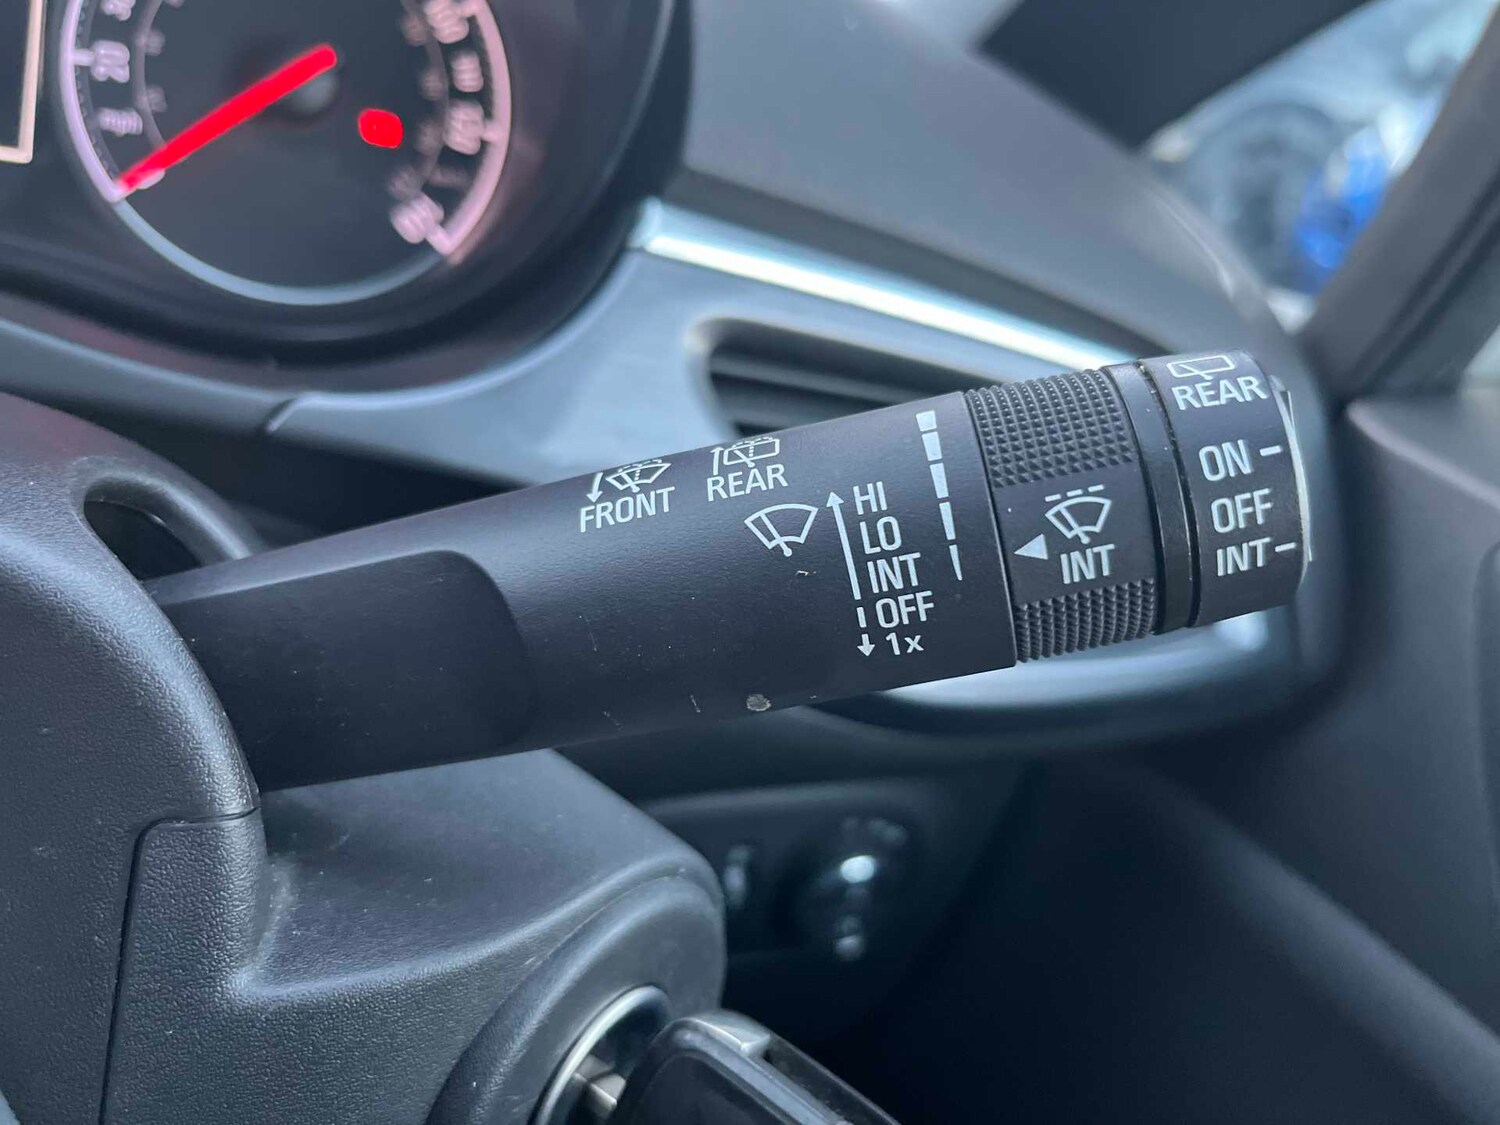 FRONT
REAR
HI
LO
INT
OFF
1x
INT
REAR
ON
OFF
INT